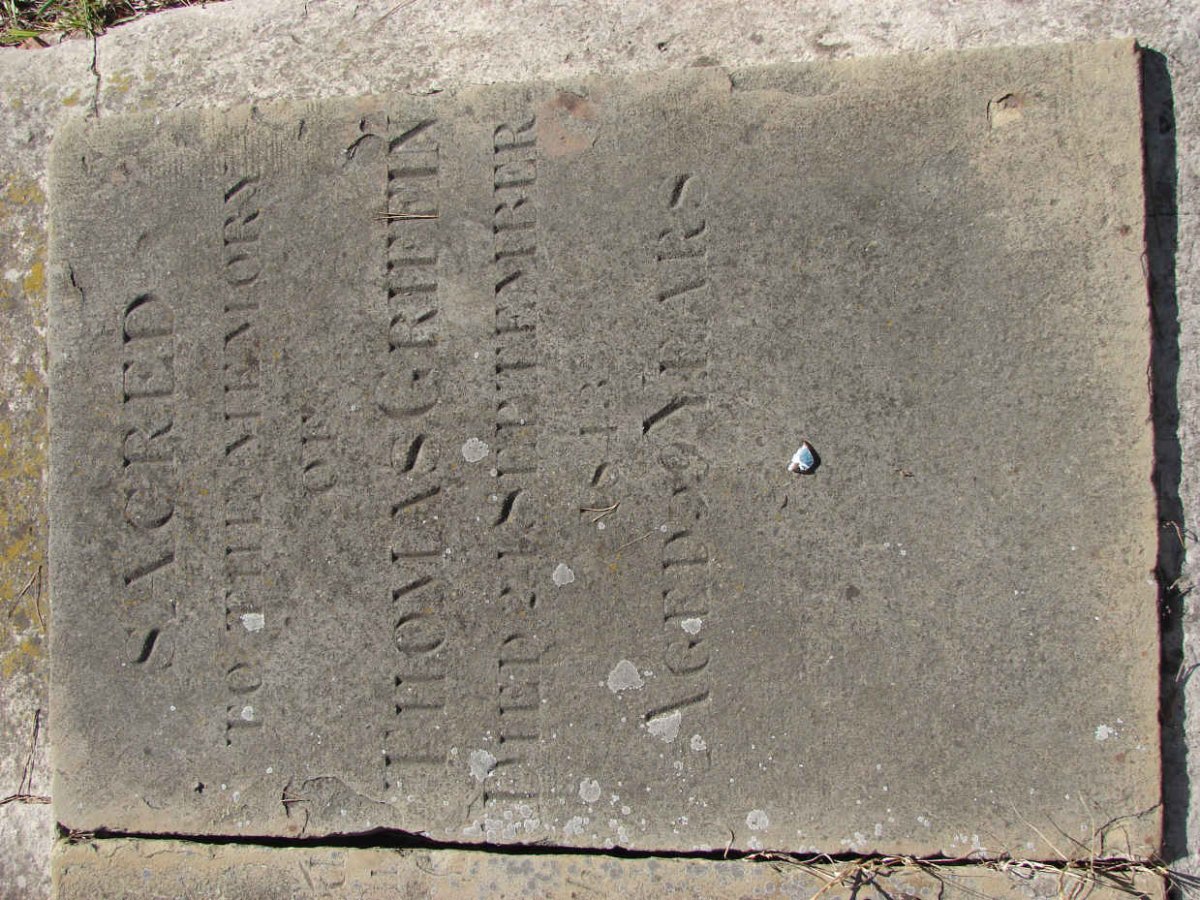 SACRED
TO THE MEMORY
OF
THOMAS GRIFFIN
DIED SEPTEMBER
AGED YEARS